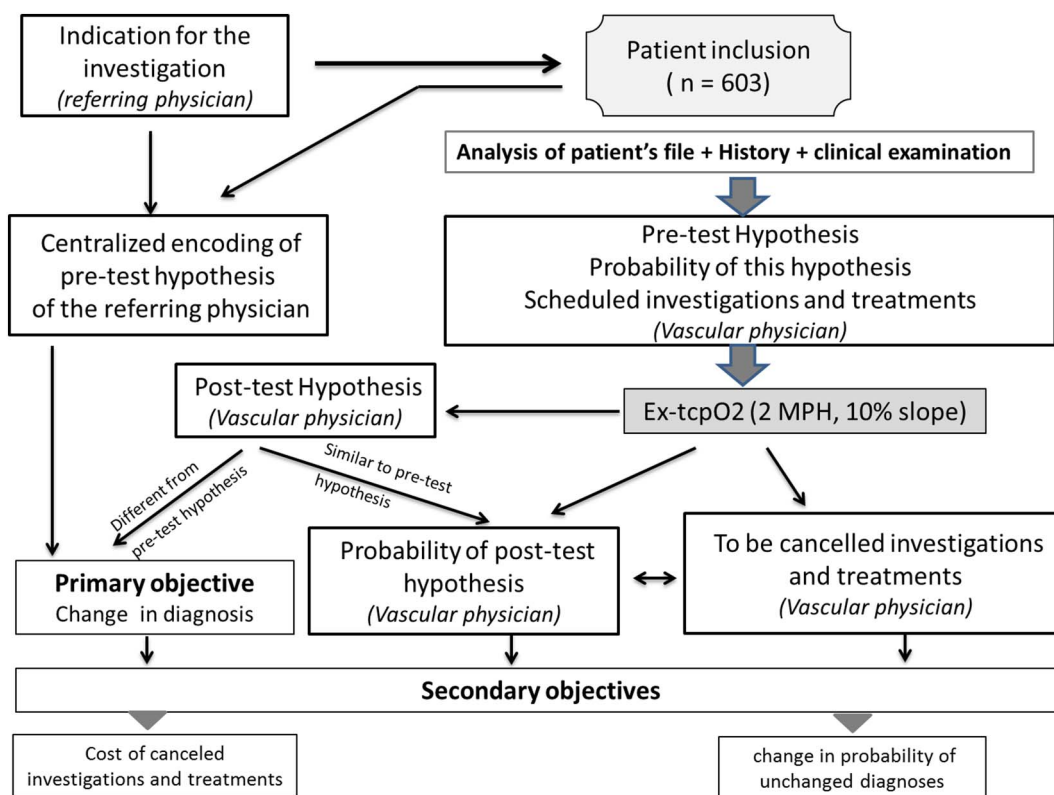 Indication for the
investigation
(referring physician)
Patient inclusion
( n = 603)
Analysis of patient's file + History + clinical examination
Centralized encoding of
pre-test hypothesis
of the referring physician
Pre-test Hypothesis
Probability of this hypothesis
Scheduled investigations and treatments
(Vascular physician)
Post-test Hypothesis
(Vascular physician)
Ex-tcpO2 (2 MPH, 10% slope)
Different from
pre-test hypothesis
Similar to pre-test
hypothesis
Primary objective
Change in diagnosis
Probability of post-test
hypothesis
(Vascular physician)
To be cancelled investigations
and treatments
(Vascular physician)
Secondary objectives
Cost of canceled
investigations and treatments
change in probability of
unchanged diagnoses